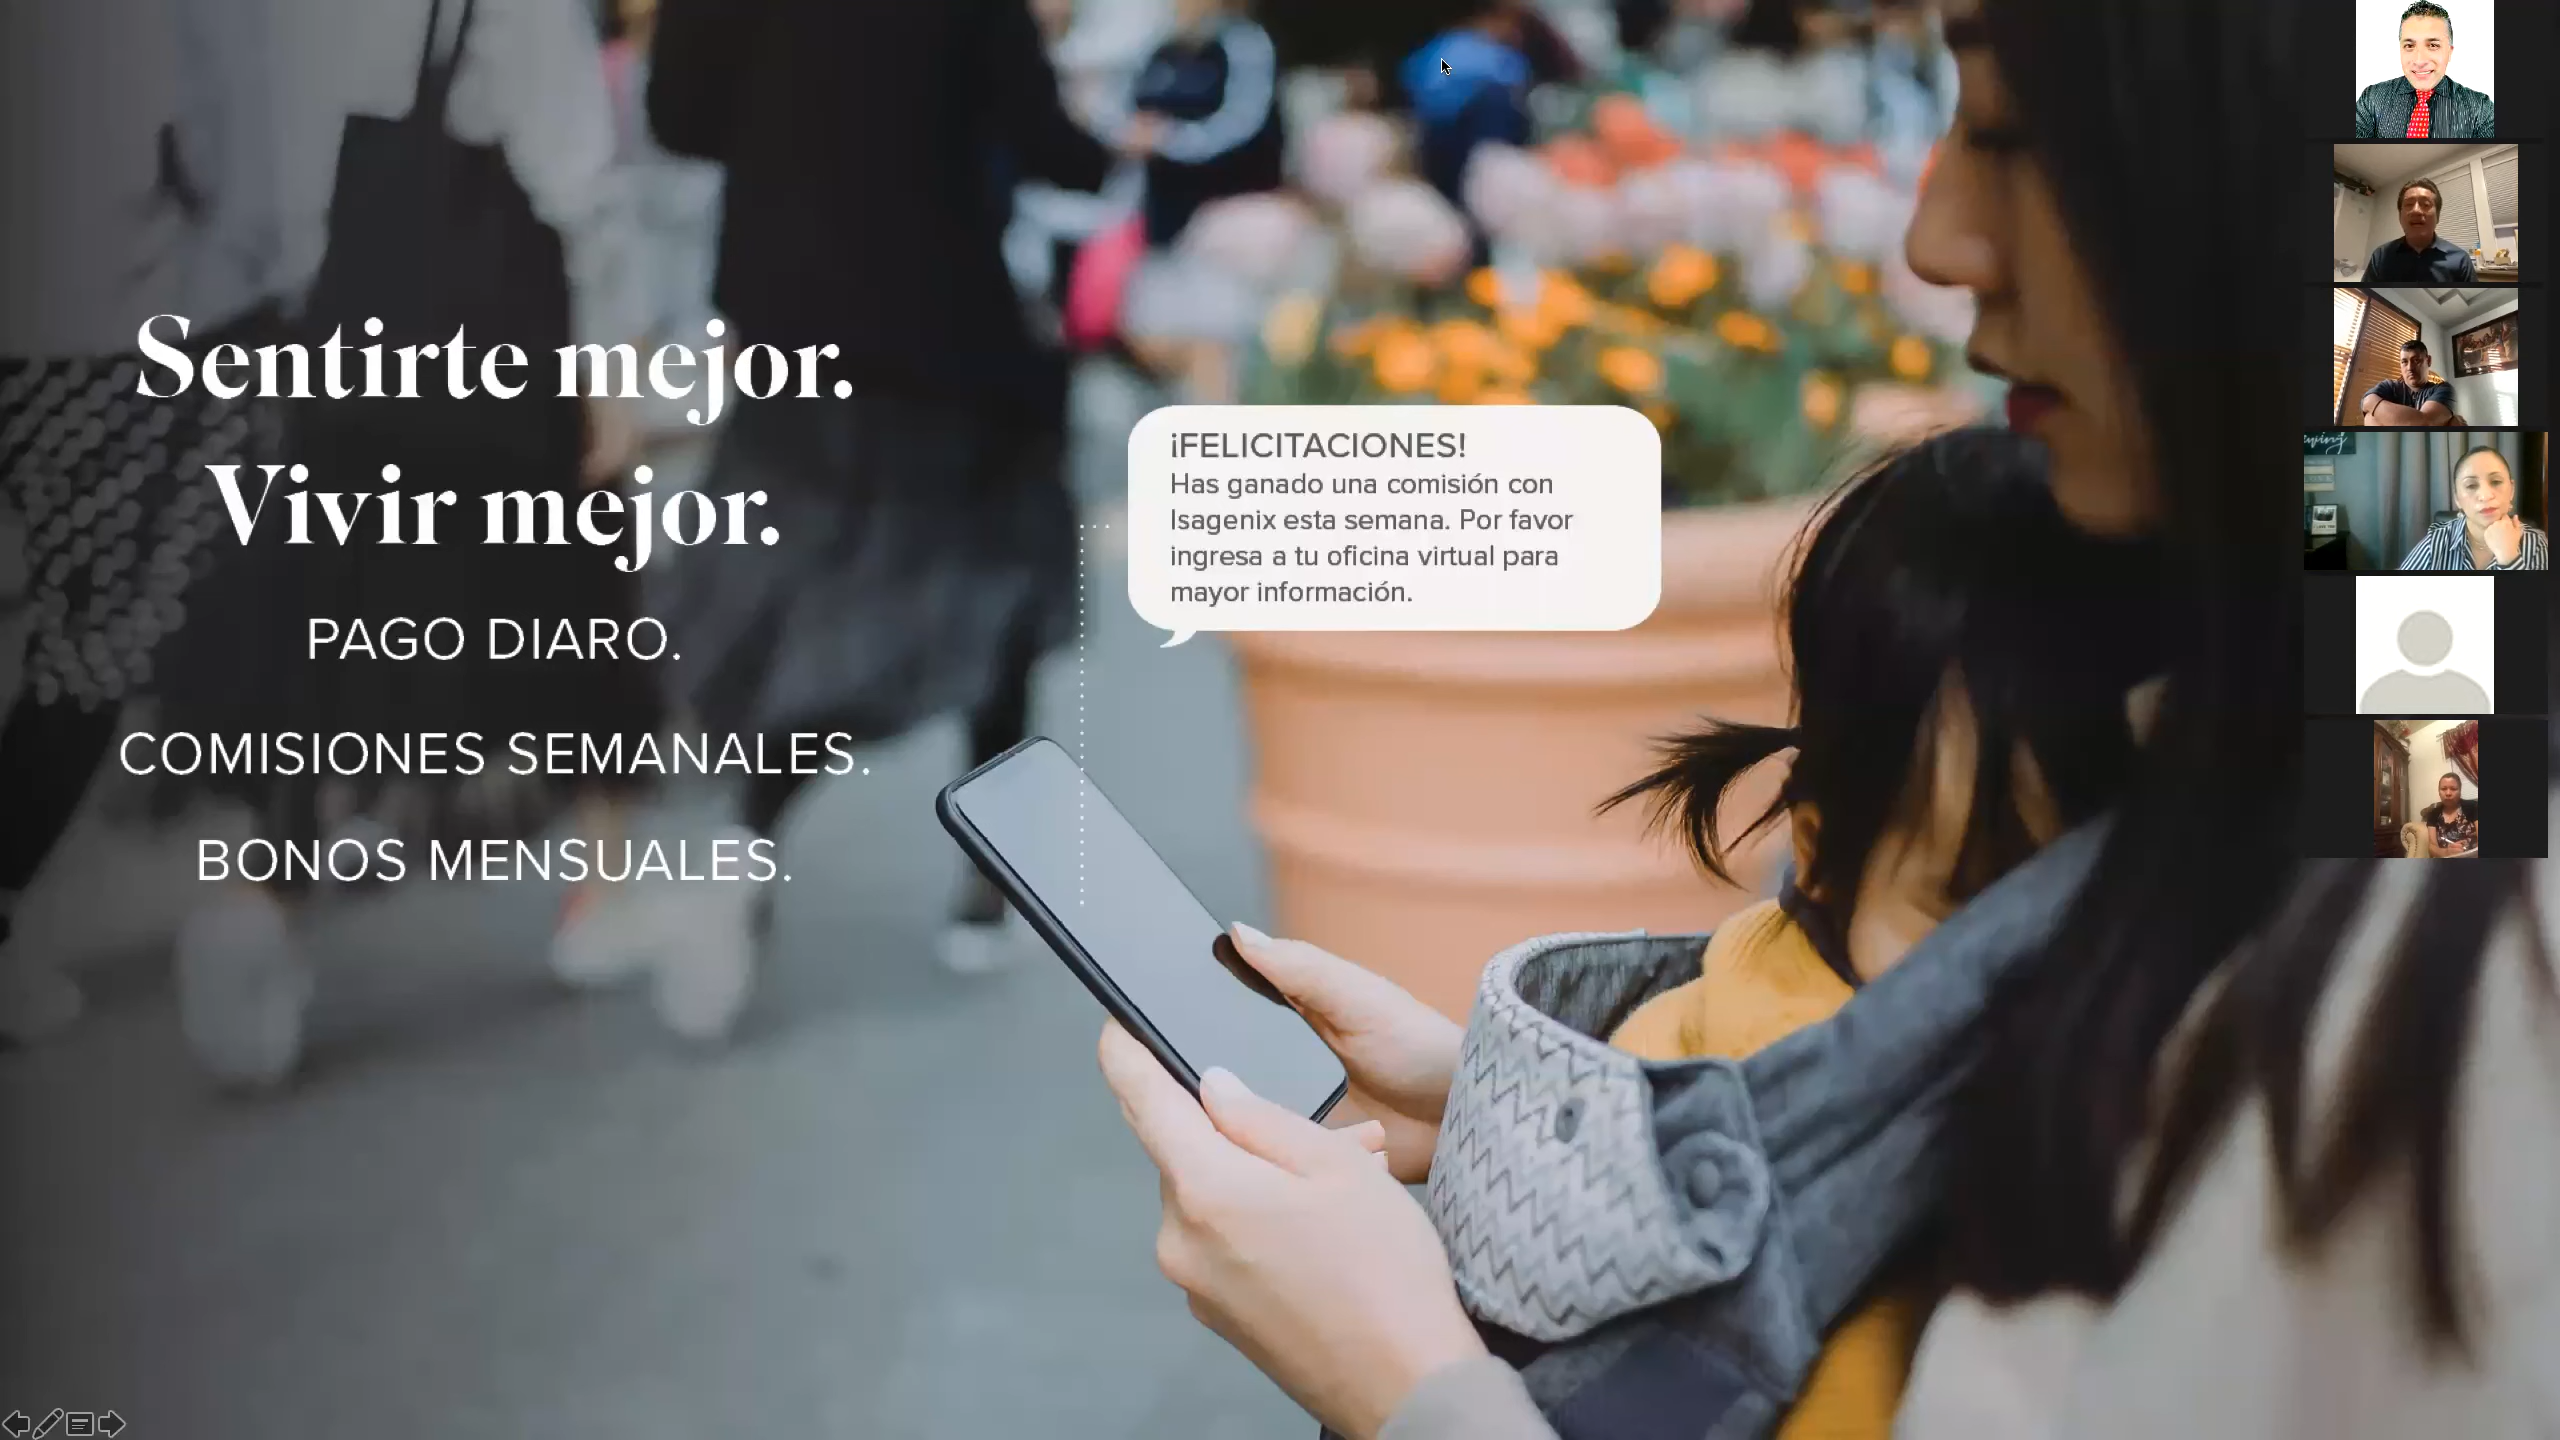 Sentirte mejor.
Vivir mejor.
PAGO DIARO.
COMISIONES SEMANALES.
BONOS MENSUALES.
¡FELICITACIONES!
Has ganado una comisión con
Isagenix esta semana. Por favor
ingresa a tu oficina virtual para
mayor información.